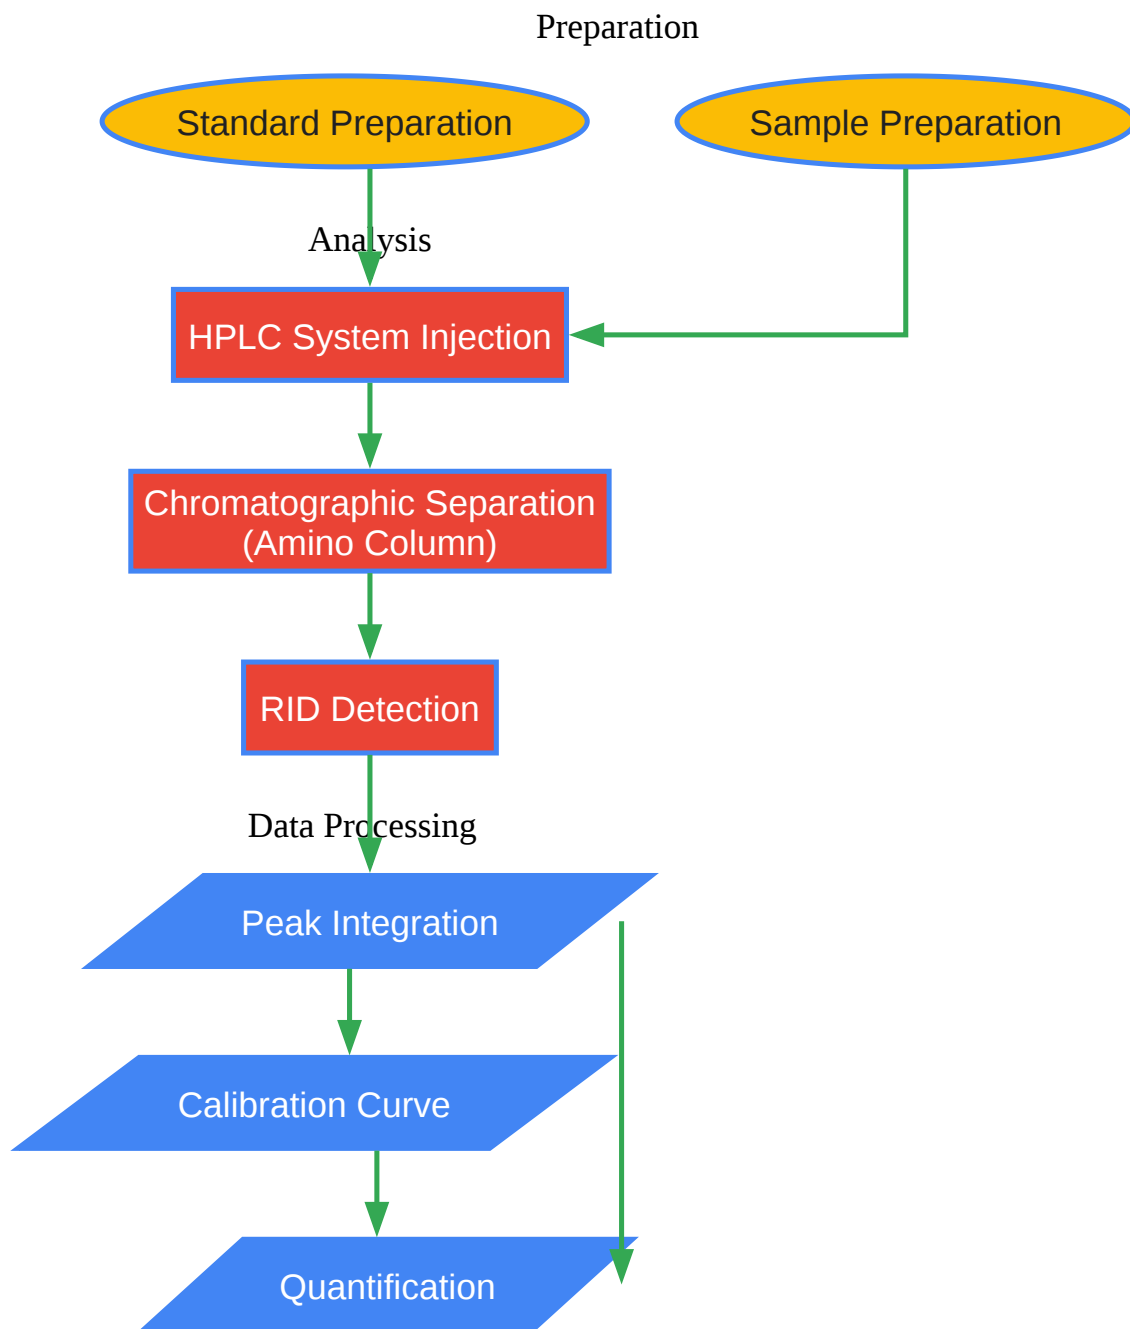 Preparation
Standard Preparation
Sample Preparation
Analysis
HPLC System Injection
Chromatographic Separation
(Amino Column)
RID Detection
Data Processing
Peak Integration
Calibration Curve
Quantification